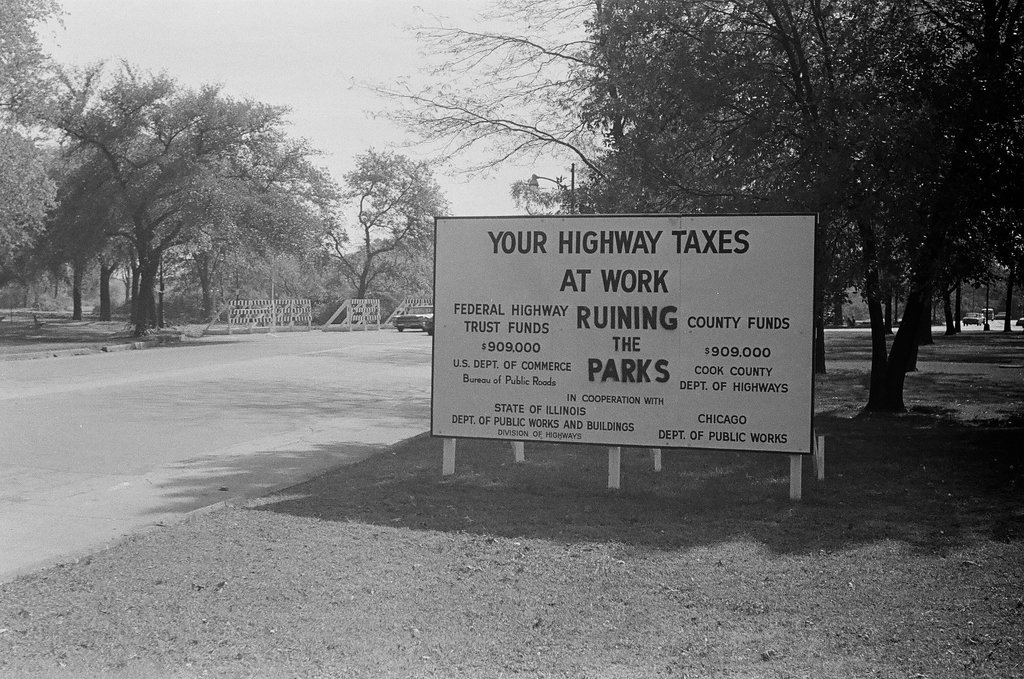 YOUR HIGHWAY TAXES
AT WORK
RUINING
THE
PARKS
FEDERAL HIGHWAY
TRUST FUNDS
$909,000
U.S. DEPT. OF COMMERCE
Bureau of Public Roads
COUNTY FUNDS
$909,000
COOK COUNTY
DEPT. OF HIGHWAYS
IN COOPERATION WITH
STATE OF ILLINOIS
DEPT. OF PUBLIC WORKS AND BUILDINGS
DIVISION OF HIGHWAYS
CHICAGO
DEPT. OF PUBLIC WORKS